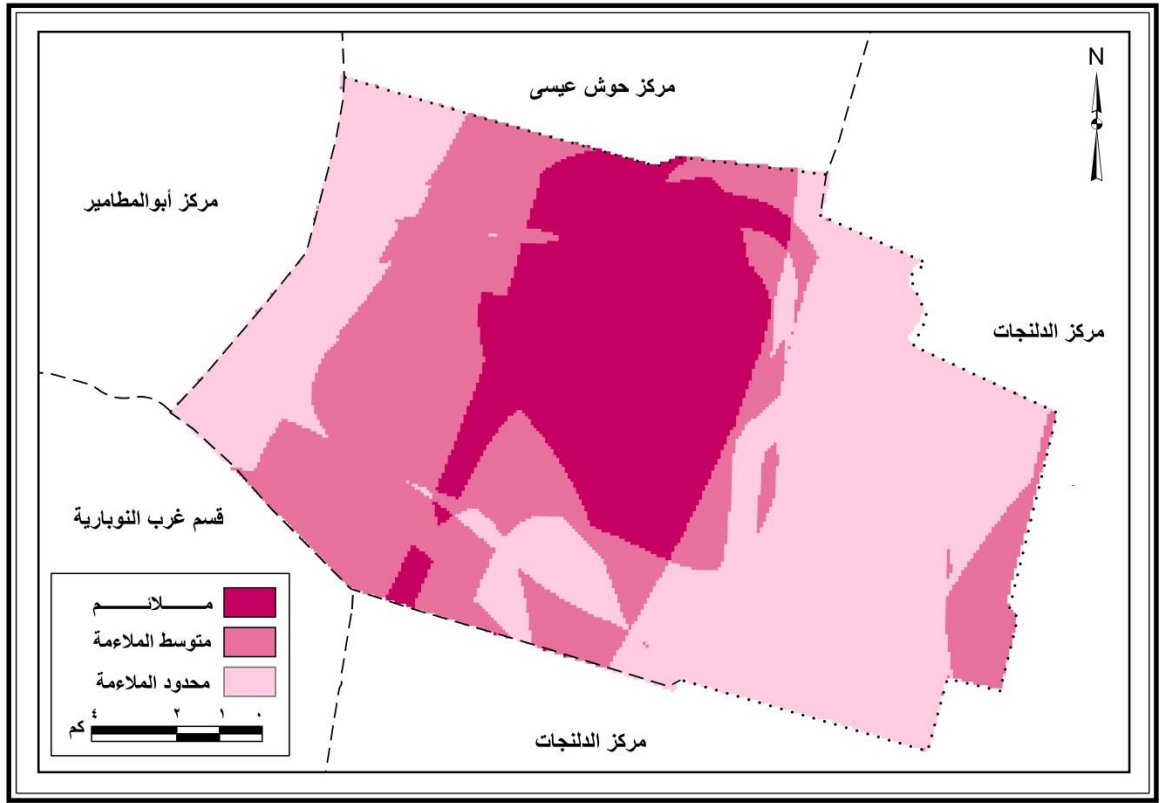 N
مركز حوش عيسى
مركز أبوالمطامير
مركز الدلنجات
قسم غرب النوبارية
مـــــلائـــــــم
متوسط الملاءمة
محدود الملاءمة
٤ ٢ ١ ٠
كم
مركز الدلنجات